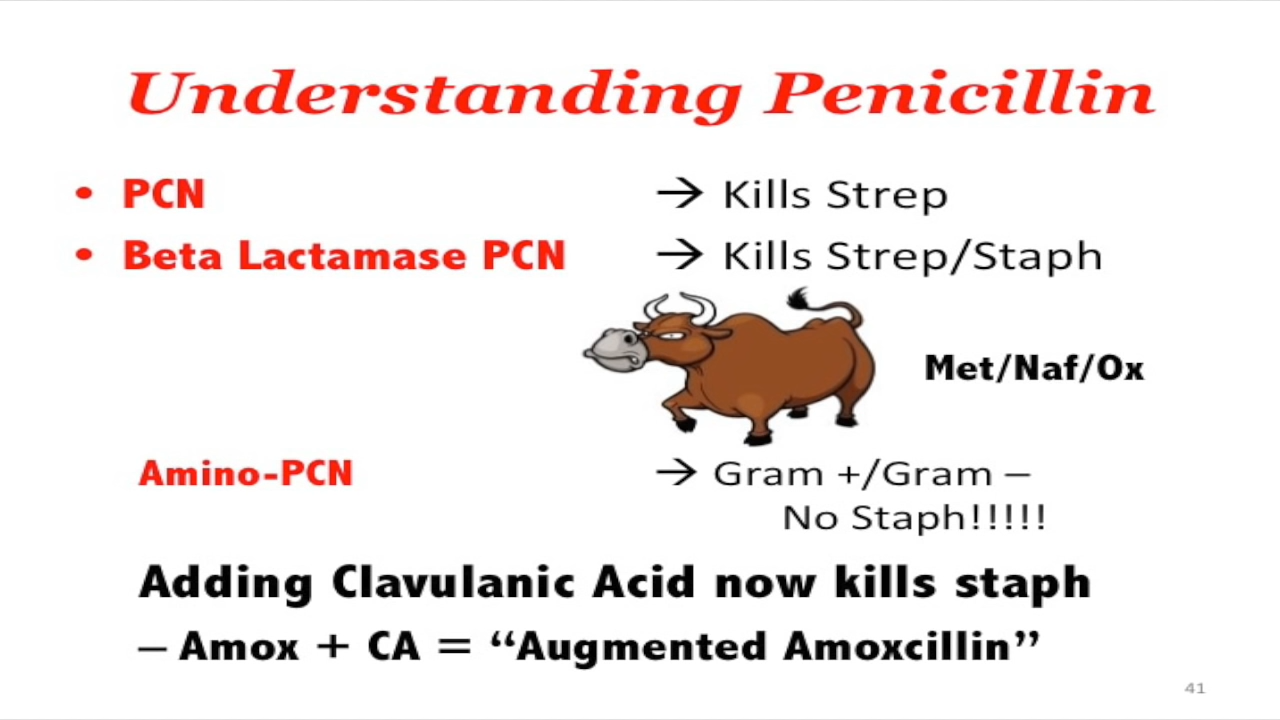 Understanding Penicillin
• PCN → Kills Strep
• Beta Lactamase PCN → Kills Strep/Staph
Met/Naf/Ox
Amino-PCN → Gram +/Gram –
No Staph!!!!!
Adding Clavulanic Acid now kills staph
– Amox + CA = “Augmented Amoxcillin”
41